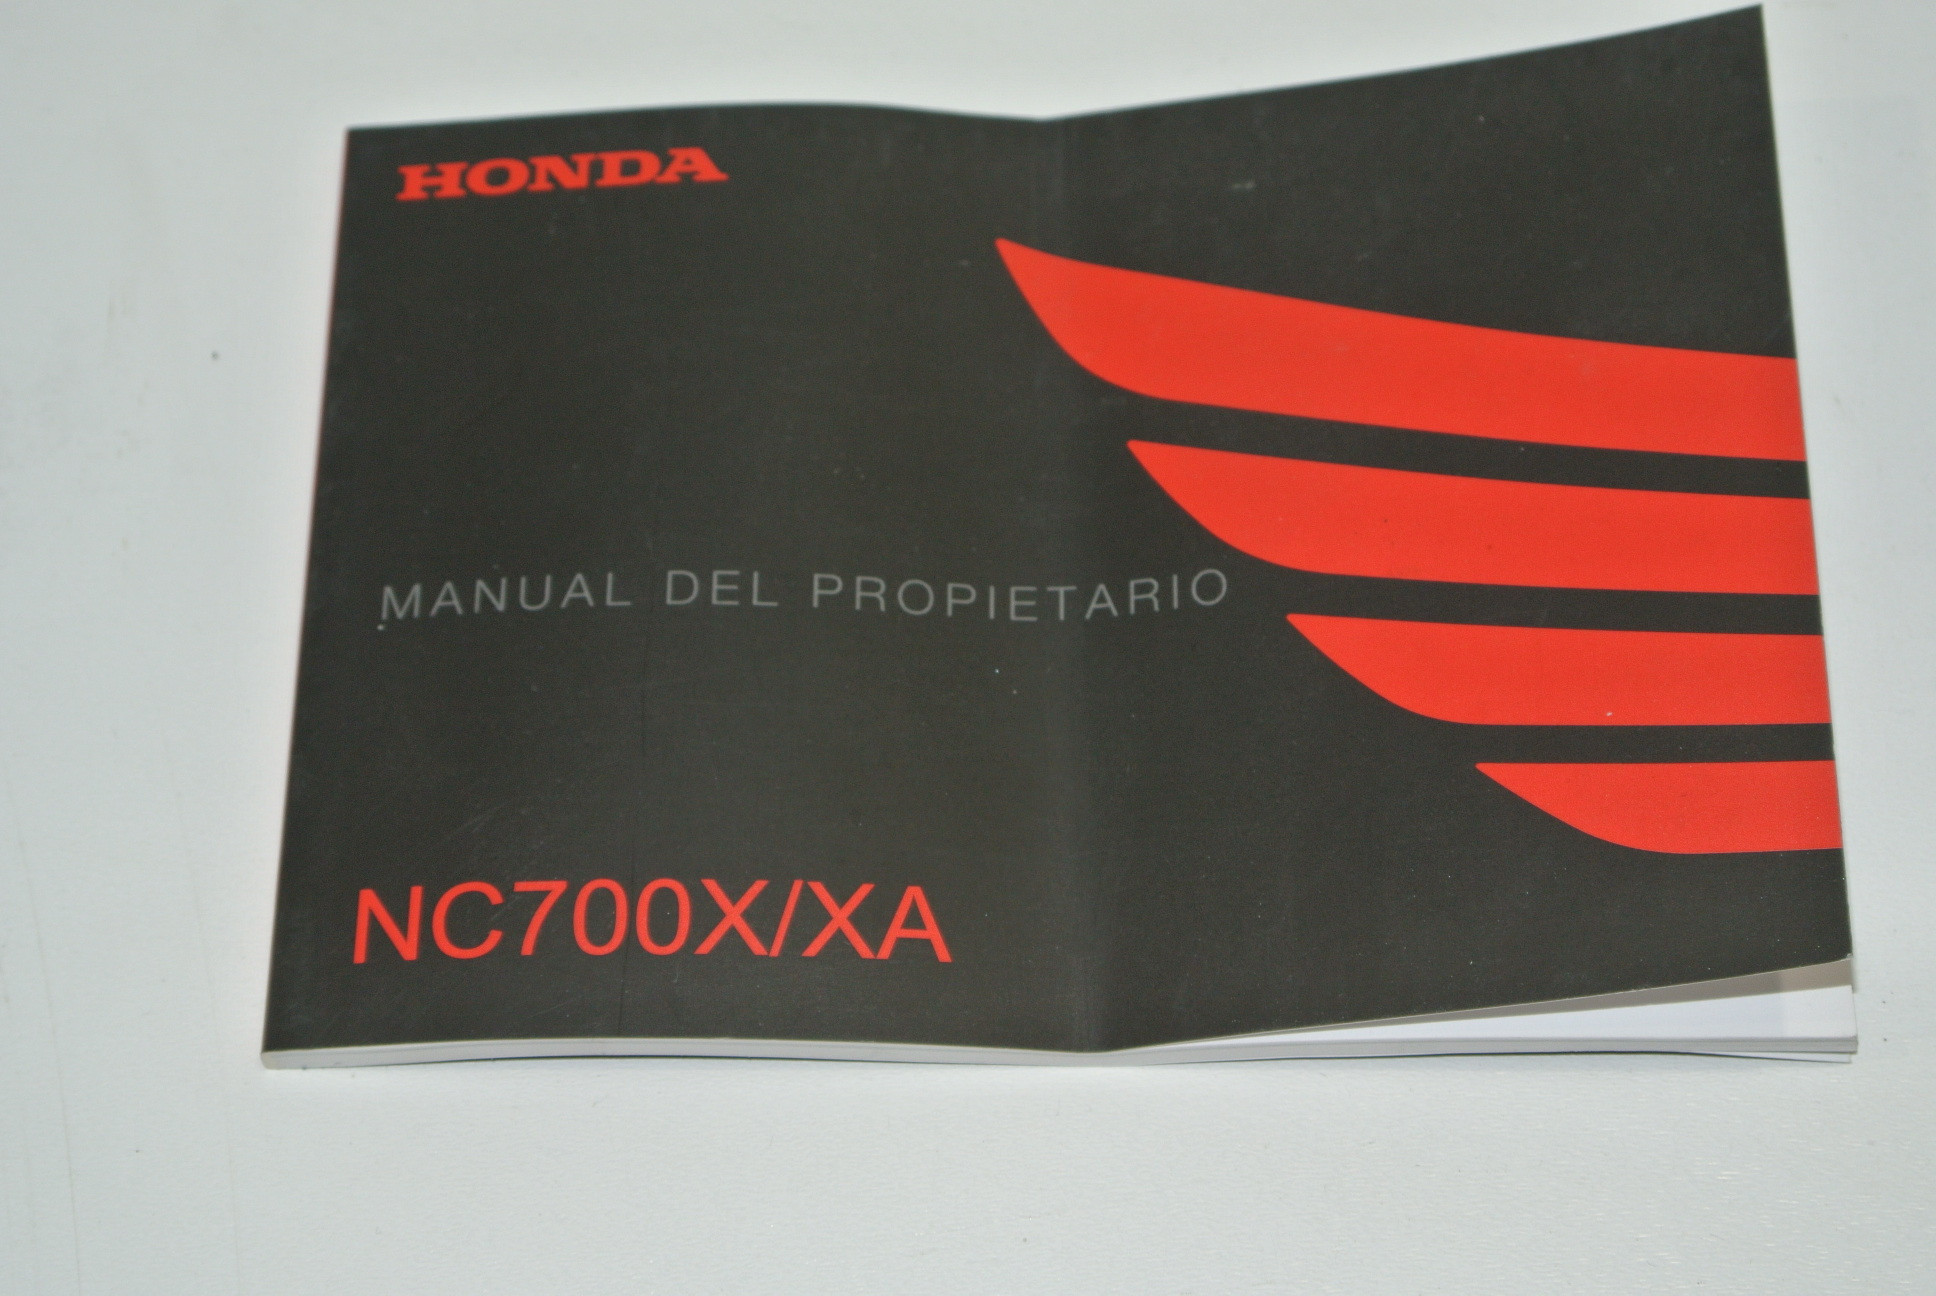 HONDA
MANUAL DEL PROPIETARIO
NC700X/XA